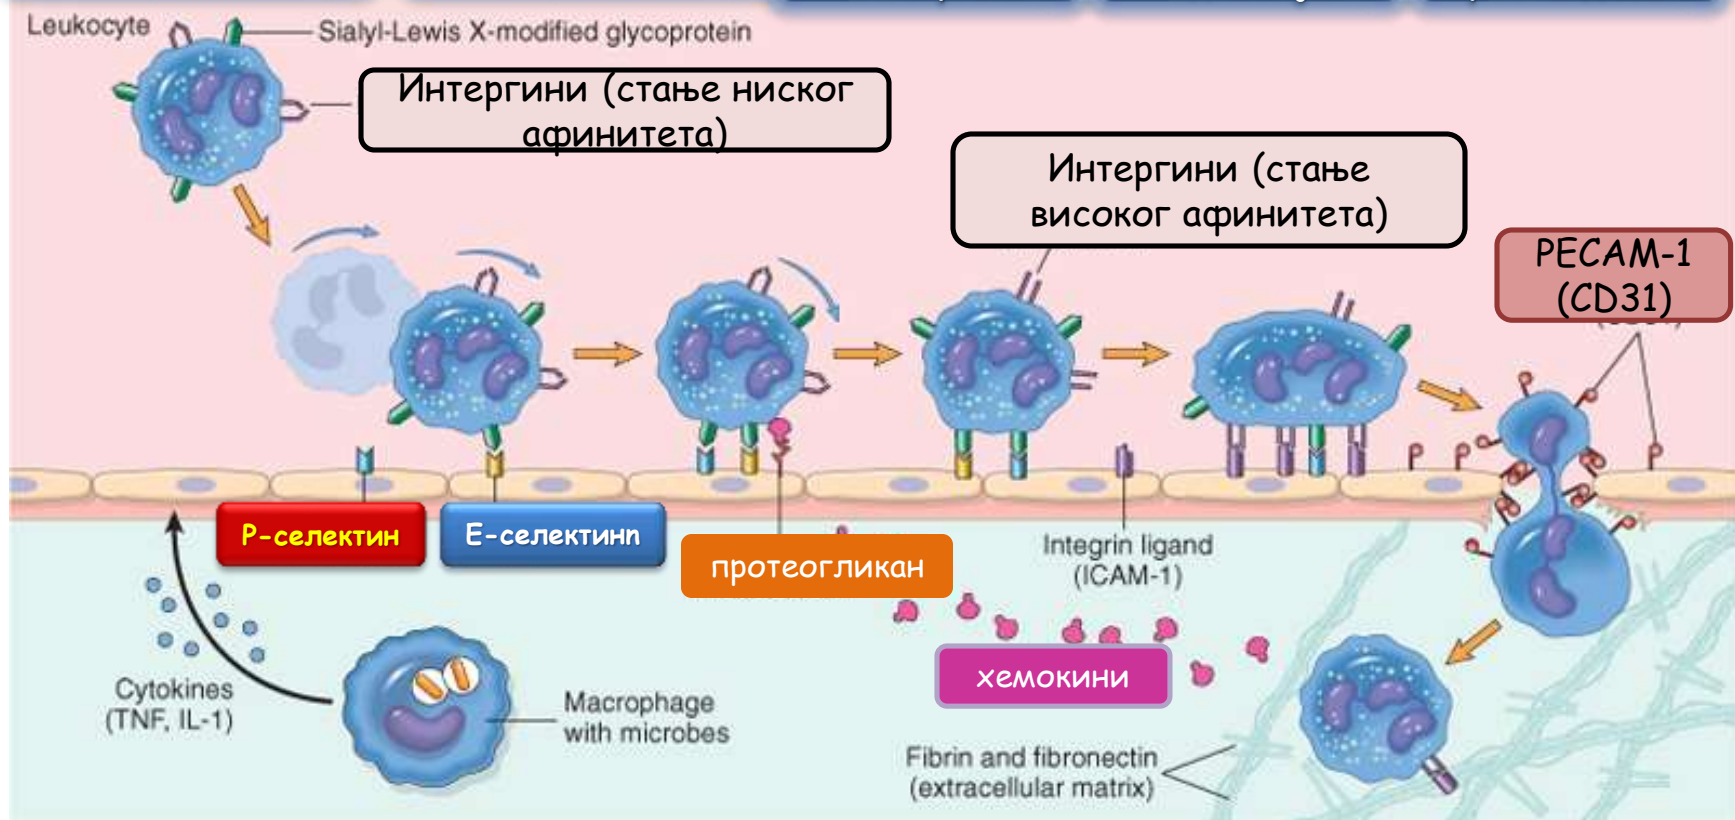 Leukocyte
Sialyl-Lewis X-modified glycoprotein
Интергини (стање ниског
афинитета)
Интергини (стање
високог афинитета)
PECAM-1
(CD31)
Р-селектин
Е-селектинn
протеогликан
Integrin ligand
(ICAM-1)
хемокини
Cytokines
(TNF, IL-1)
Macrophage
with microbes
Fibrin and fibronectin
(extracellular matrix)